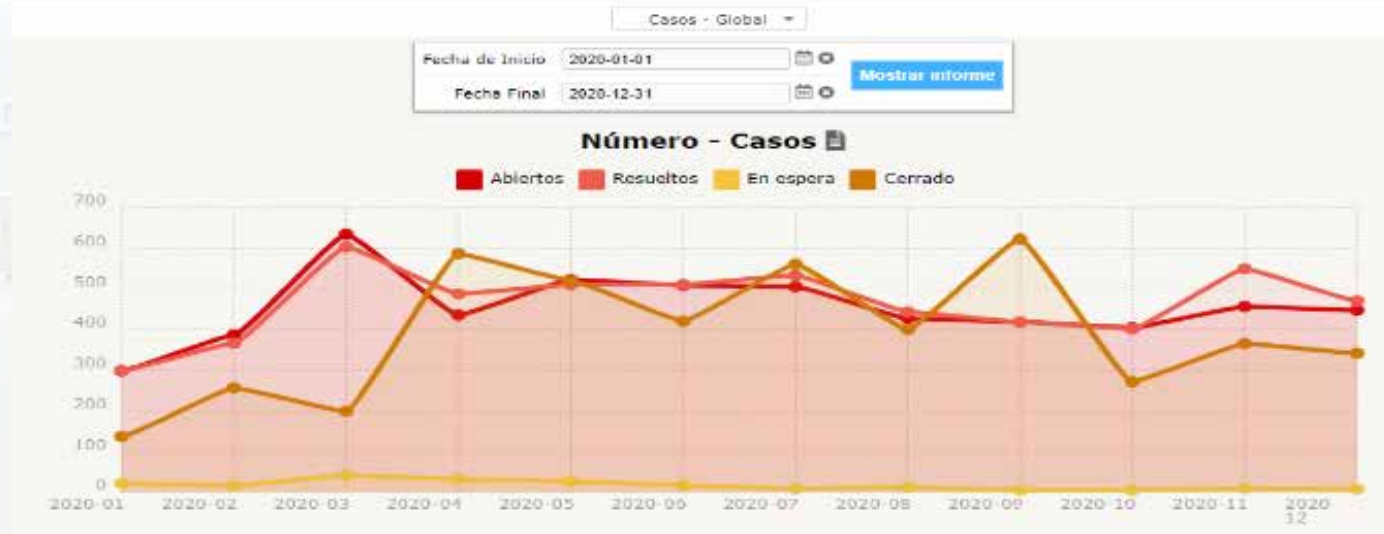 Casos - Global
Fecha de Inicio 2020-01-01
Mostrar informe
Fecha Final 2020-12-31
Número - Casos
Abiertos Resueltos En espera Cerrado
700
600
500
400
300
200
100
0
2020-01 2020-02 2020-03 2020-04 2020-05 2020-06 2020-07 2020-08 2020-09 2020-10 2020-11 2020-
12